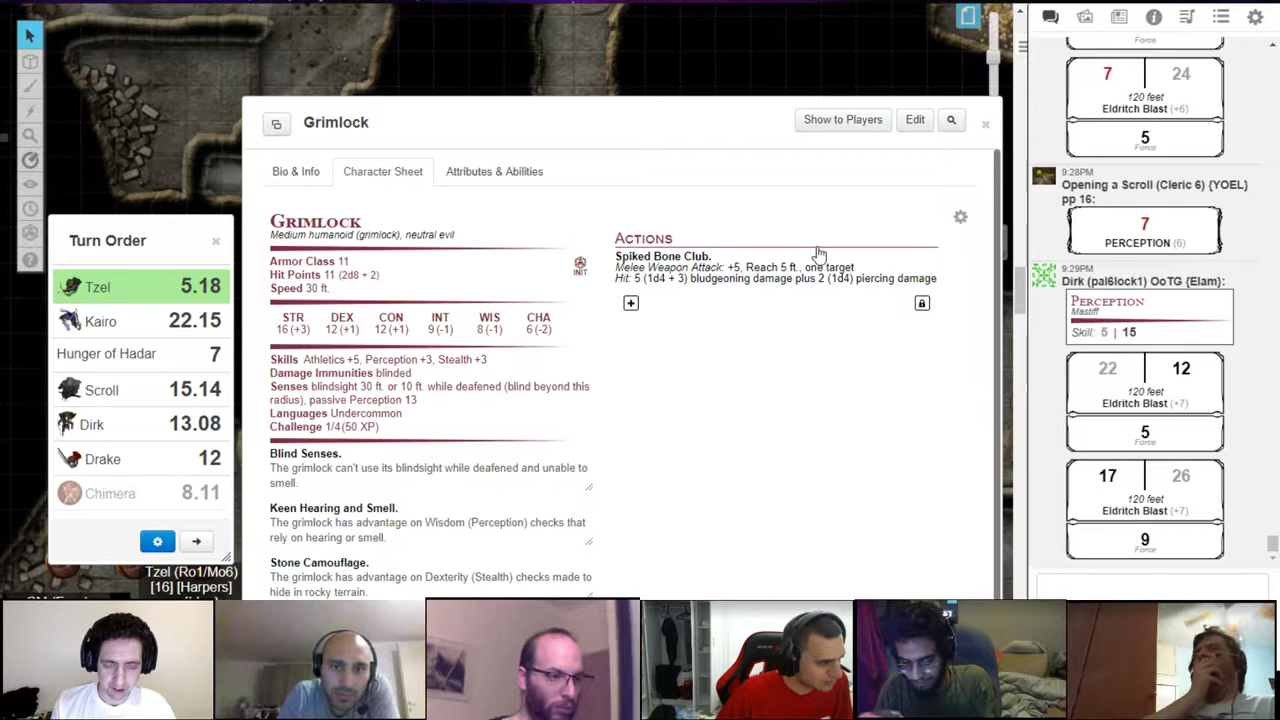 Grimlock
Show to Players
Edit
Bio & Info
Character Sheet
Attributes & Abilities
GRIMLOCK
Medium humanoid (grimlock), neutral evil
Armor Class 11
Hit Points 11 (2d8 + 2)
Speed 30 ft.
INIT
STR DEX CON INT WIS CHA
16 (+3) 12 (+1) 12 (+1) 9 (-1) 8 (-1) 6 (-2)
Skills Athletics +5, Perception +3, Stealth +3
Damage Immunities blinded
Senses blindsight 30 ft. or 10 ft. while deafened (blind beyond this
radius), passive Perception 13
Languages Undercommon
Challenge 1/4 (50 XP)
Blind Senses.
The grimlock can't use its blindsight while deafened and unable to
smell.
Keen Hearing and Smell.
The grimlock has advantage on Wisdom (Perception) checks that
rely on hearing or smell.
Stone Camouflage.
The grimlock has advantage on Dexterity (Stealth) checks made to
hide in rocky terrain.
ACTIONS
Spiked Bone Club.
Melee Weapon Attack: +5, Reach 5 ft., one target
Hit: 5 (1d4 + 3) bludgeoning damage plus 2 (1d4) piercing damage
Turn Order
Tzel 5.18
Kairo 22.15
Hunger of Hadar 7
Scroll 15.14
Dirk 13.08
Drake 12
Chimera 8.11
Tzel (Ro1/Mo6)
[16] [Harpers]
Force
7 24
120 feet
Eldritch Blast (+6)
5
Force
9:28PM
Opening a Scroll (Cleric 6) {YOEL}
pp 16:
7
PERCEPTION (6)
9:29PM
Dirk (pal6lock1) OoTG {Elam}:
PERCEPTION
Mastiff
Skill: 5 | 15
22 12
120 feet
Eldritch Blast (+7)
5
Force
17 26
120 feet
Eldritch Blast (+7)
9
Force